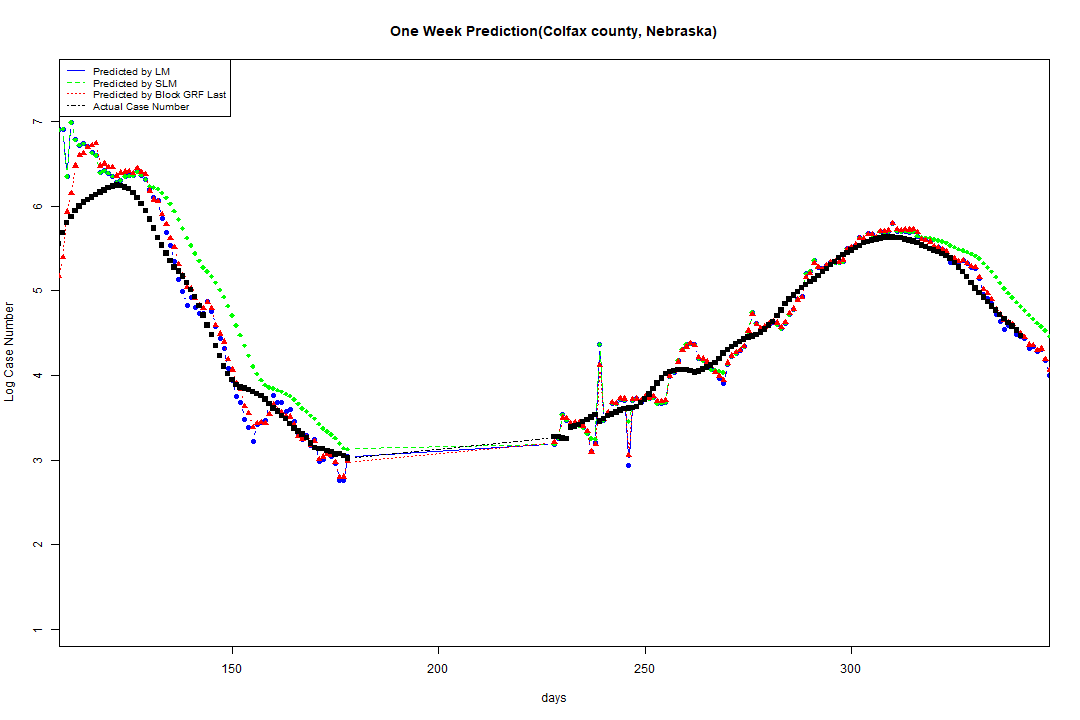 One Week Prediction(Colfax county, Nebraska)
Predicted by LM
Predicted by SLM
Predicted by Block GRF Last
Actual Case Number
7
6
5
4
3
2
1
Log Case Number
150 200 250 300
days